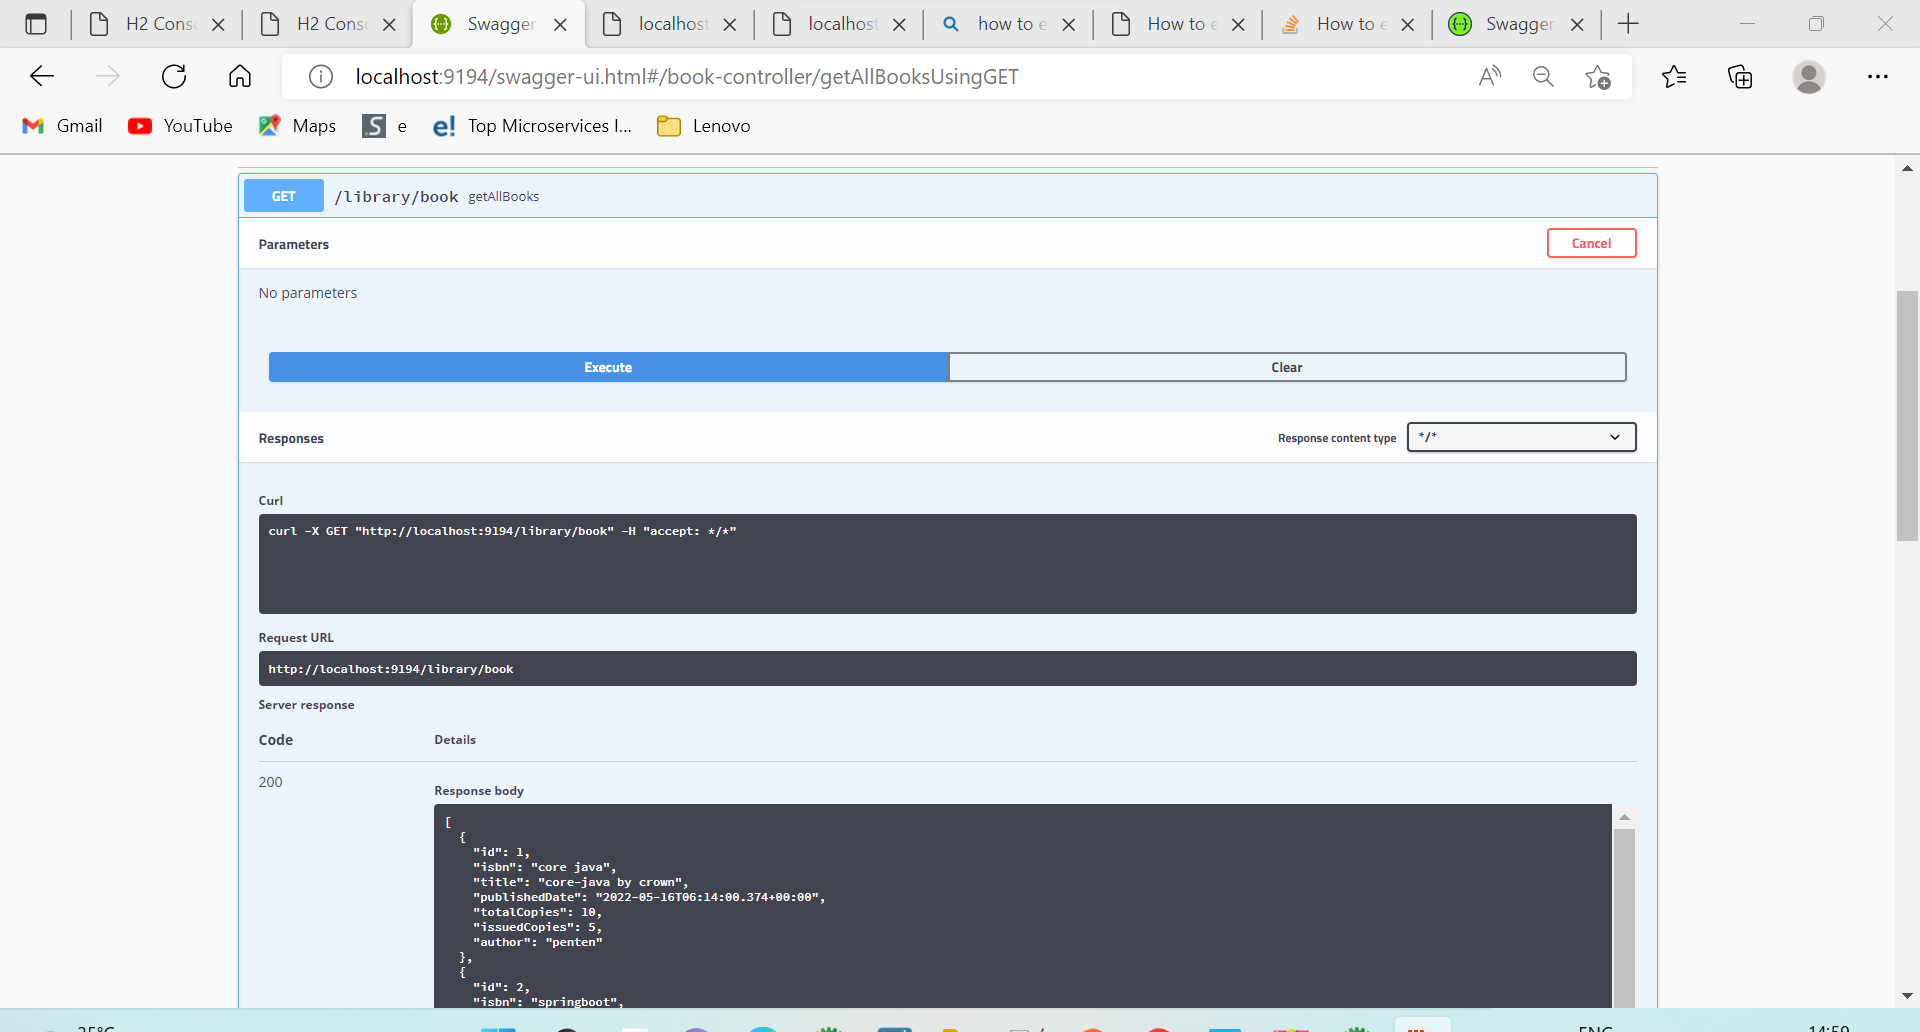 H2 Conso
H2 Conso
Swagger
localhost
localhost
how to e
How to e
How to e
Swagger
localhost:9194/swagger-ui.html#/book-controller/getAllBooksUsingGET
Gmail
YouTube
Maps
e
Top Microservices I...
Lenovo
GET /library/book getAllBooks
Parameters
Cancel
No parameters
Execute
Clear
Responses
Response content type
*/*
Curl
curl -X GET "http://localhost:9194/library/book" -H "accept: */*"
Request URL
http://localhost:9194/library/book
Server response
Code
Details
200
Response body
[
{
"id": 1,
"isbn": "core java",
"title": "core-java by crown",
"publishedDate": "2022-05-16T06:14:00.374+00:00",
"totalCopies": 10,
"issuedCopies": 5,
"author": "penten"
},
{
"id": 2,
"isbn": "springboot",